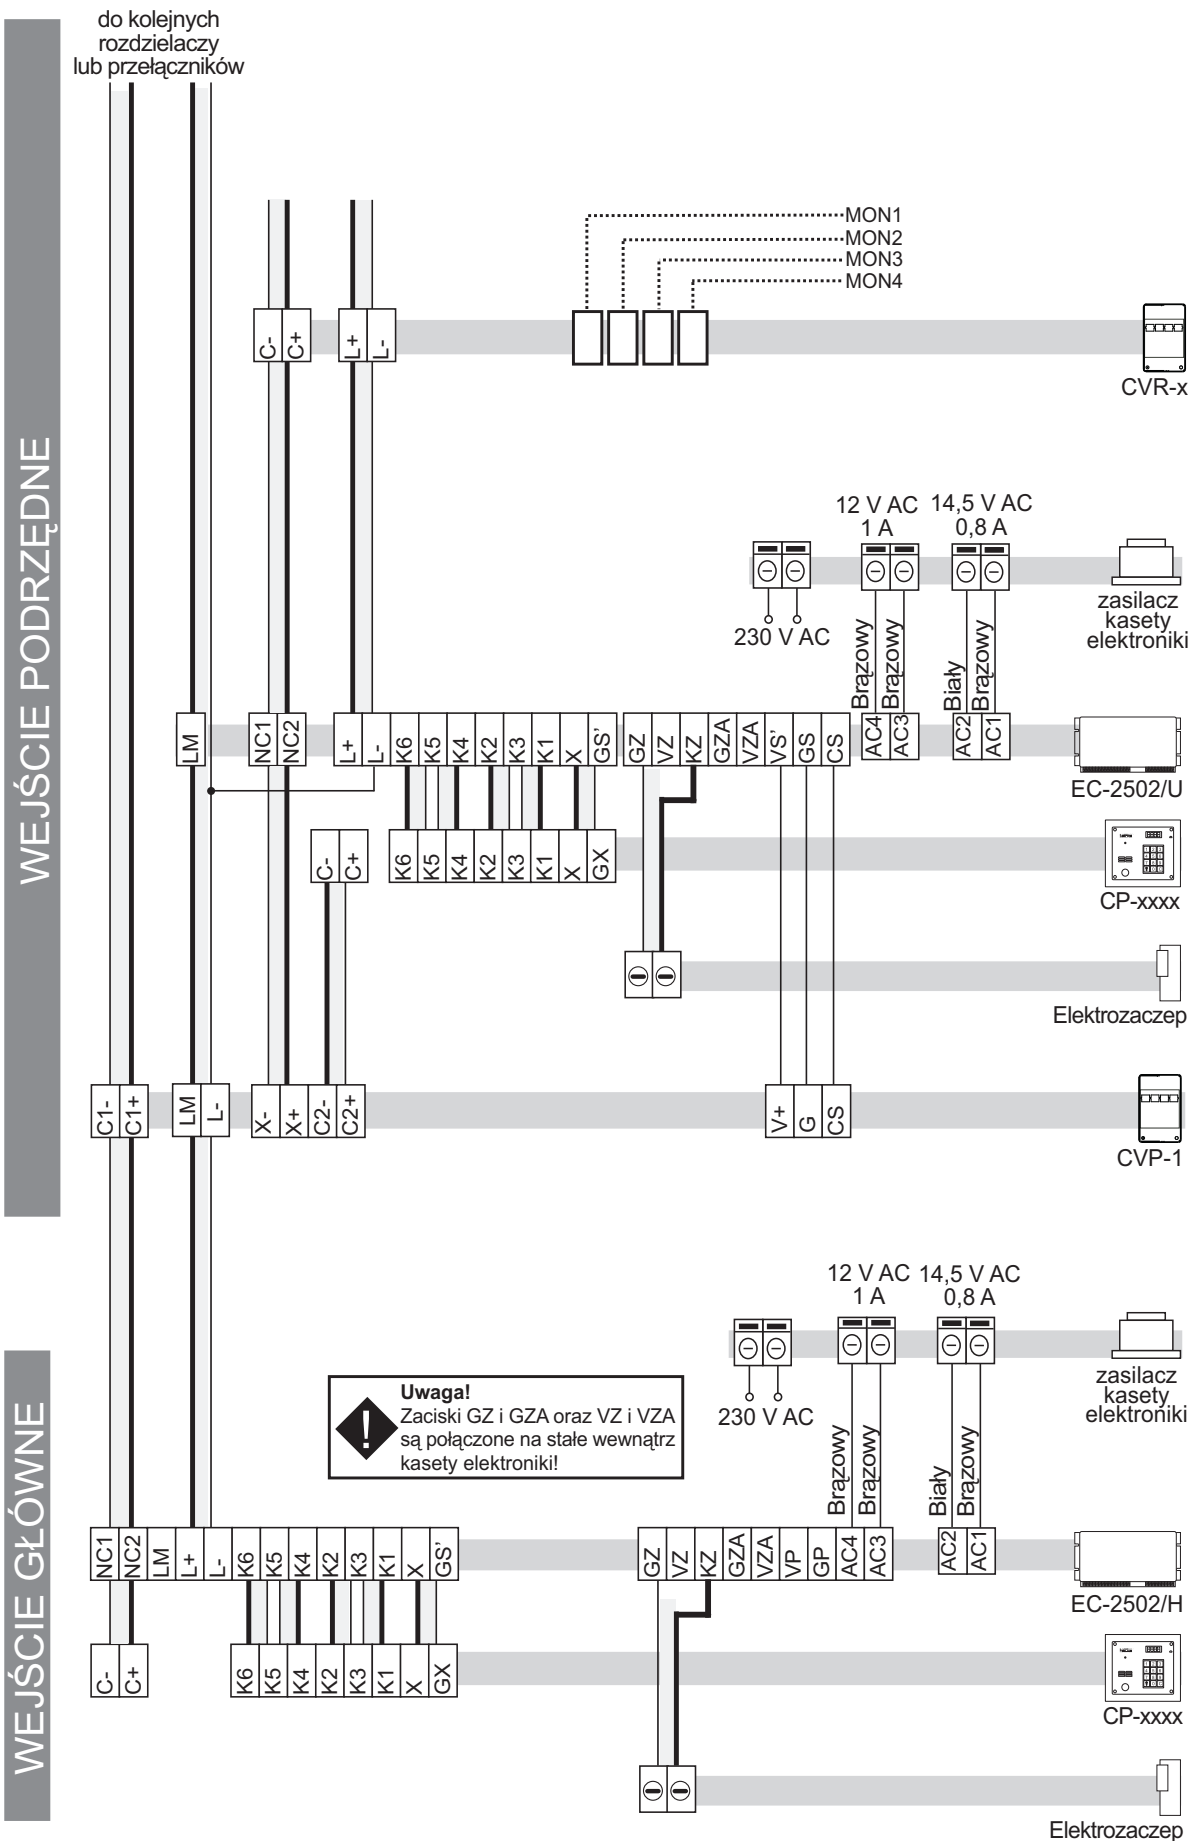 do kolejnych
rozdzielaczy
lub przełączników
WEJŚCIE PODRZĘDNE
MON1
MON2
MON3
MON4
C-
C+
L+
L-
CVR-x
12 V AC
1 A
14,5 V AC
0,8 A
230 V AC
Brązowy
Brązowy
Biały
Brązowy
zasilacz
kasety
elektroniki
LM
NC1
NC2
L+
L-
K6
K5
K4
K2
K3
K1
X
GS'
GZ
VZ
KZ
GZA
VZA
VS'
GS
CS
AC4
AC3
AC2
AC1
EC-2502/U
C-
C+
K6
K5
K4
K2
K3
K1
X
GX
CP-xxxx
Elektrozaczep
C1-
C1+
LM
L-
X-
X+
C2-
C2+
V+
G
CS
CVP-1
WEJŚCIE GŁÓWNE
12 V AC
1 A
14,5 V AC
0,8 A
230 V AC
Brązowy
Brązowy
Biały
Brązowy
zasilacz
kasety
elektroniki
!
Uwaga!
Zaciski GZ i GZA oraz VZ i VZA
są połączone na stałe wewnątrz
kasety elektroniki!
NC1
NC2
LM
L+
L-
K6
K5
K4
K2
K3
K1
X
GS'
GZ
VZ
KZ
GZA
VZA
VP
GP
AC4
AC3
AC2
AC1
EC-2502/H
C-
C+
K6
K5
K4
K2
K3
K1
X
GX
CP-xxxx
Elektrozaczep